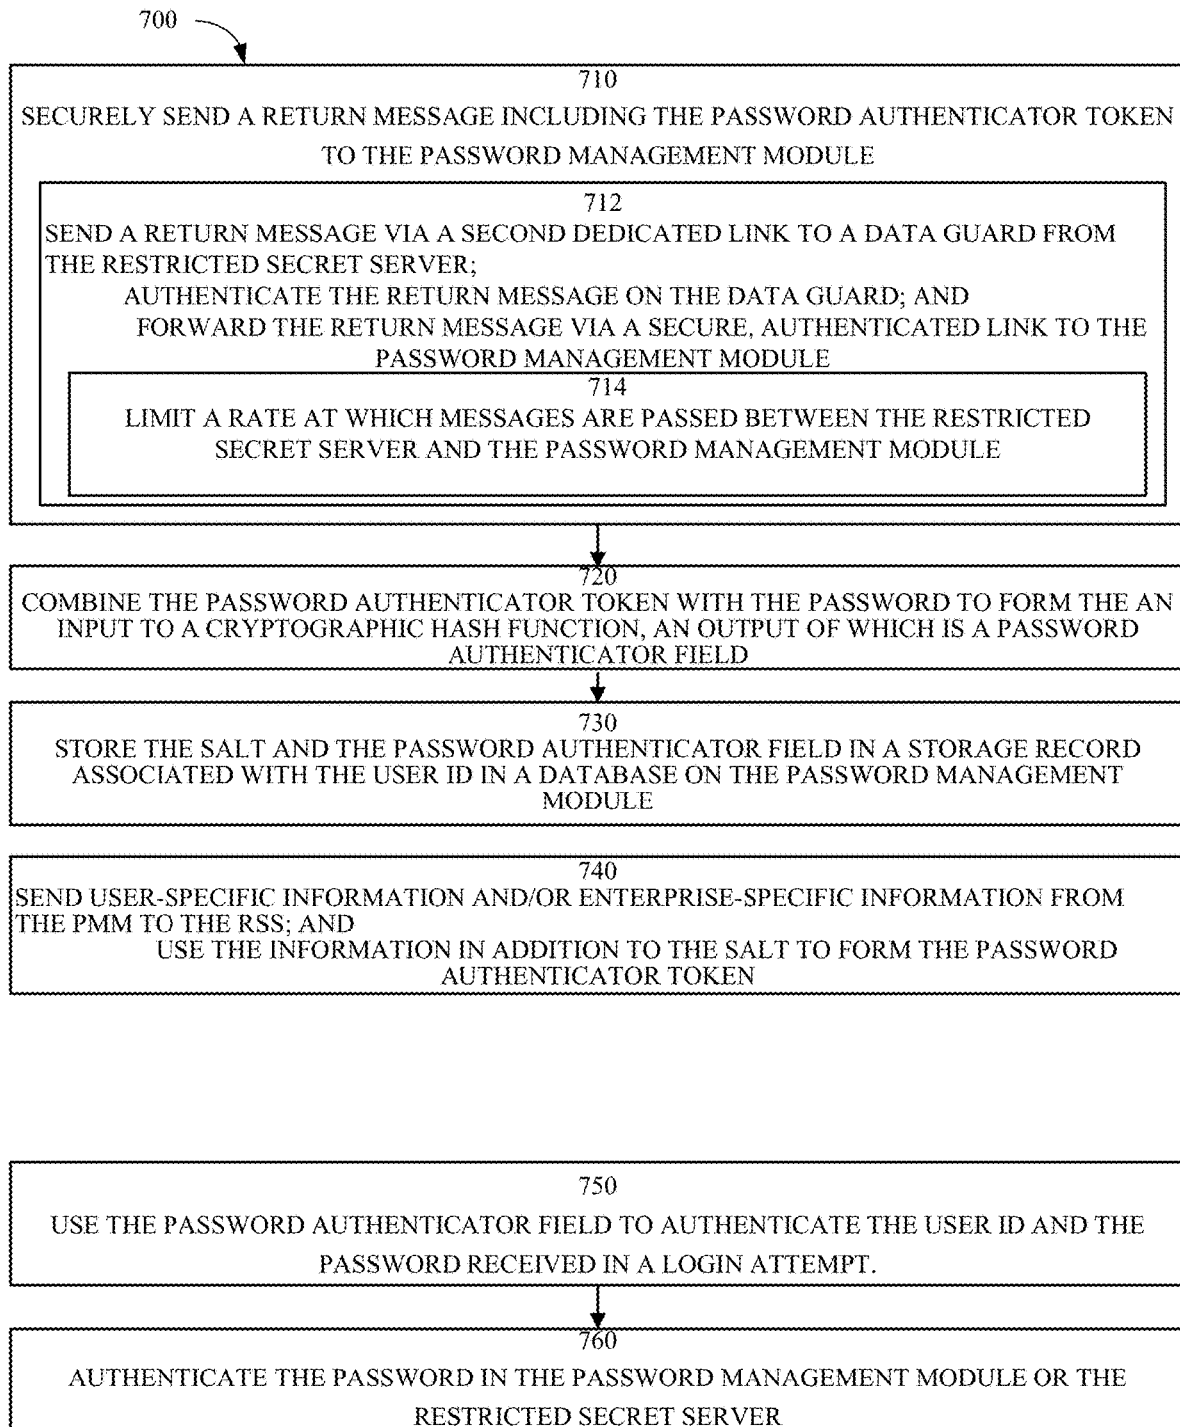 700
710
SECURELY SEND A RETURN MESSAGE INCLUDING THE PASSWORD AUTHENTICATOR TOKEN
TO THE PASSWORD MANAGEMENT MODULE
712
SEND A RETURN MESSAGE VIA A SECOND DEDICATED LINK TO A DATA GUARD FROM
THE RESTRICTED SECRET SERVER;
AUTHENTICATE THE RETURN MESSAGE ON THE DATA GUARD; AND
FORWARD THE RETURN MESSAGE VIA A SECURE, AUTHENTICATED LINK TO THE
PASSWORD MANAGEMENT MODULE
714
LIMIT A RATE AT WHICH MESSAGES ARE PASSED BETWEEN THE RESTRICTED
SECRET SERVER AND THE PASSWORD MANAGEMENT MODULE
720
COMBINE THE PASSWORD AUTHENTICATOR TOKEN WITH THE PASSWORD TO FORM THE AN
INPUT TO A CRYPTOGRAPHIC HASH FUNCTION, AN OUTPUT OF WHICH IS A PASSWORD
AUTHENTICATOR FIELD
730
STORE THE SALT AND THE PASSWORD AUTHENTICATOR FIELD IN A STORAGE RECORD
ASSOCIATED WITH THE USER ID IN A DATABASE ON THE PASSWORD MANAGEMENT
MODULE
740
SEND USER-SPECIFIC INFORMATION AND/OR ENTERPRISE-SPECIFIC INFORMATION FROM
THE PMM TO THE RSS; AND
USE THE INFORMATION IN ADDITION TO THE SALT TO FORM THE PASSWORD
AUTHENTICATOR TOKEN
750
USE THE PASSWORD AUTHENTICATOR FIELD TO AUTHENTICATE THE USER ID AND THE
PASSWORD RECEIVED IN A LOGIN ATTEMPT.
760
AUTHENTICATE THE PASSWORD IN THE PASSWORD MANAGEMENT MODULE OR THE
RESTRICTED SECRET SERVER